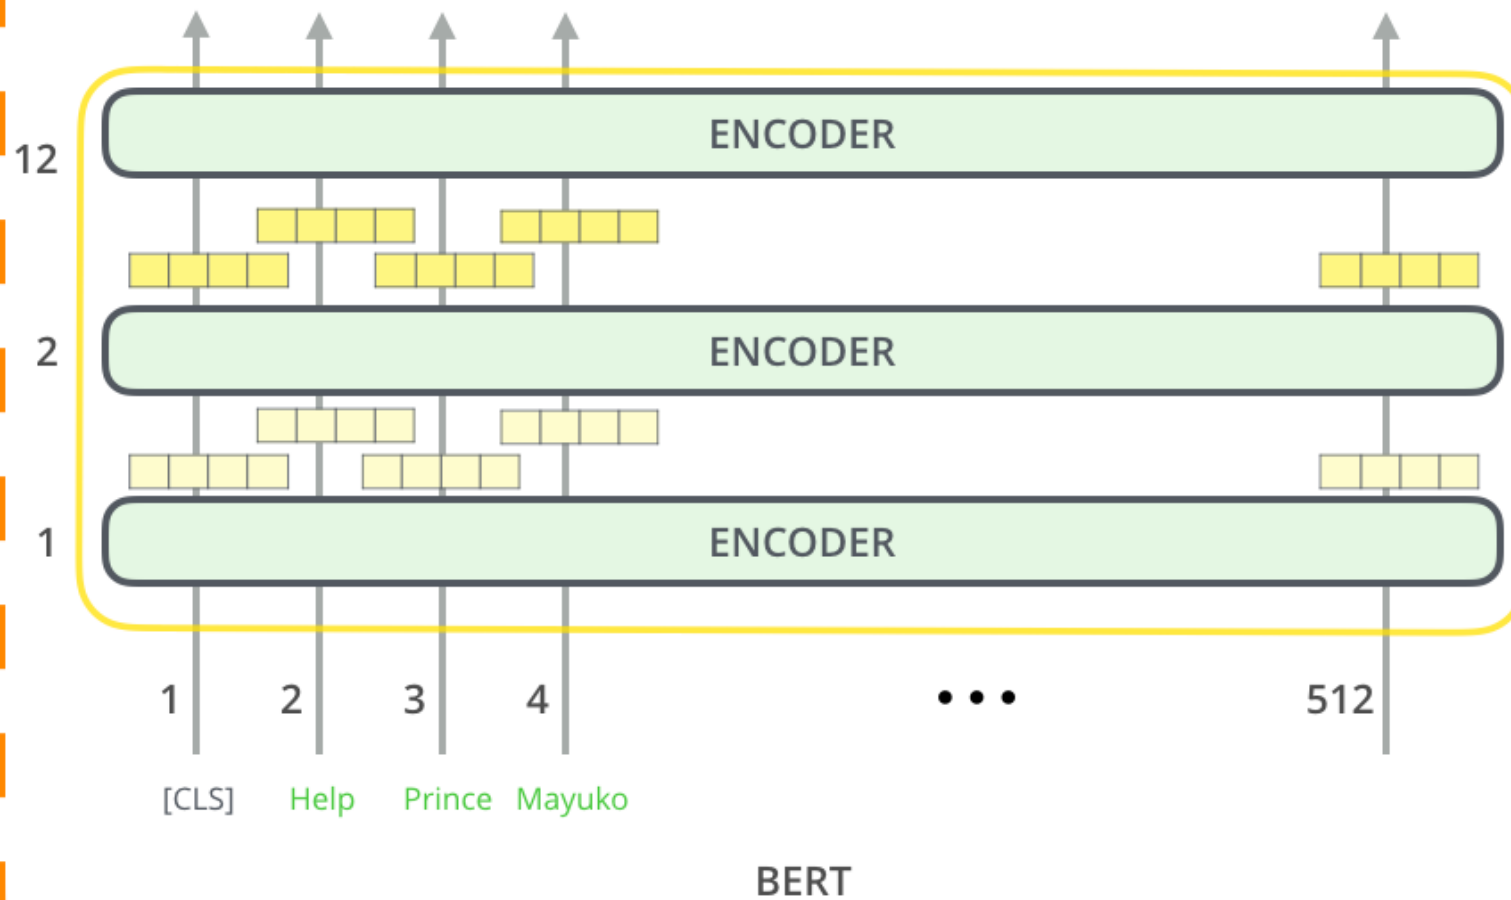 ENCODER
12
2 ENCODER
1 ENCODER
1 2 3 4 ••• 512
[CLS] Help Prince Mayuko
BERT